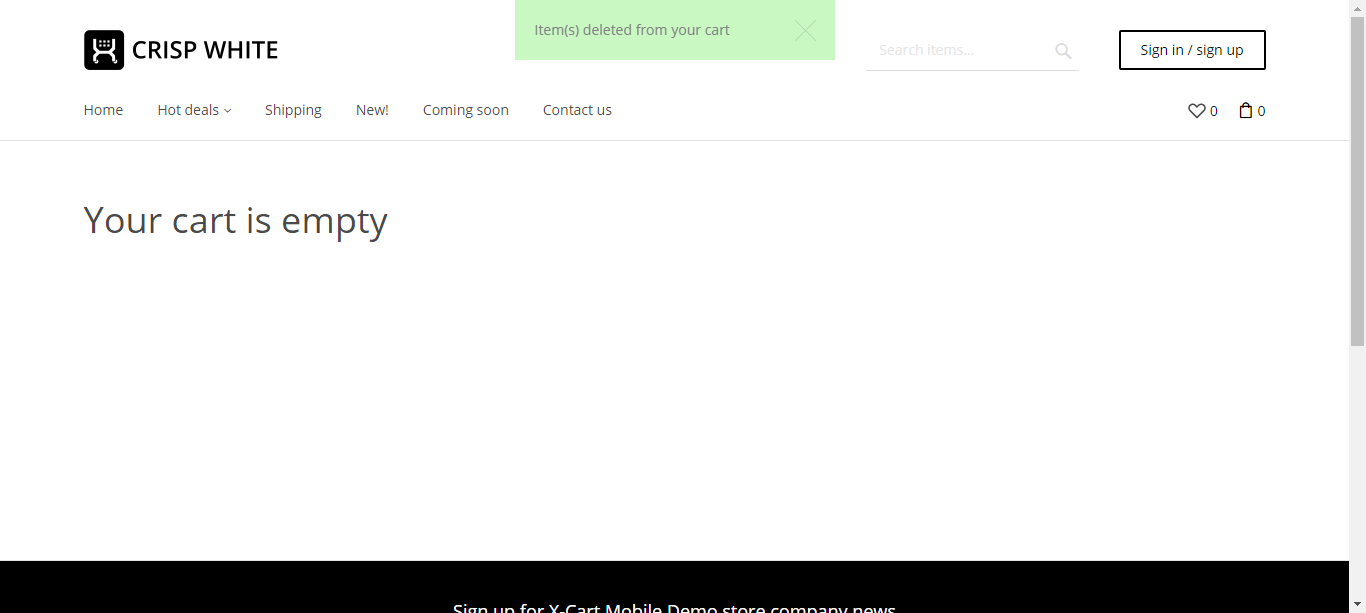 Item(s) deleted from your cart
CRISP WHITE
Search items...
Sign in / sign up
Home
Hot deals
Shipping
New!
Coming soon
Contact us
0
0
Your cart is empty
Sign up for X-Cart Mobile Demo store company news